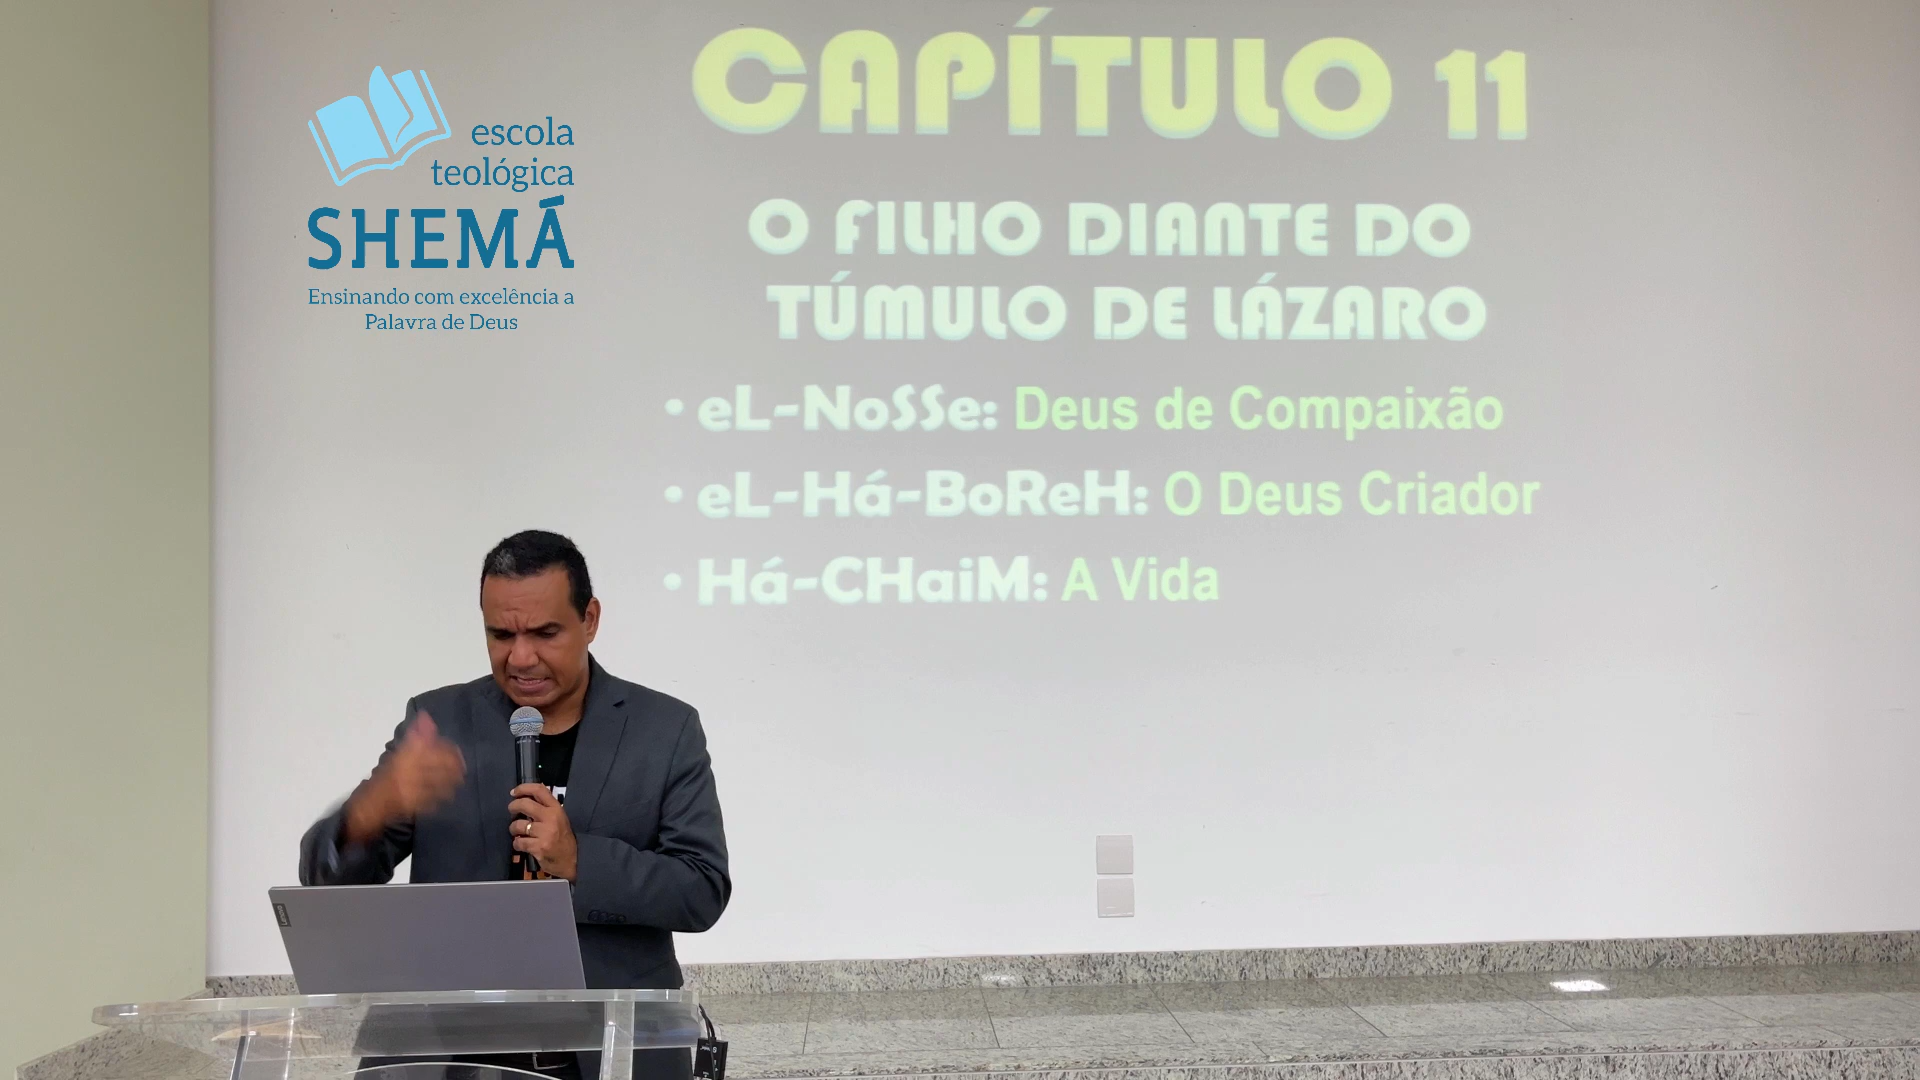 escola
teológica
SHEMÁ
Ensinando com excelência a
Palavra de Deus
CAPÍTULO 11
O FILHO DIANTE DO
TÚMULO DE LÁZARO
• eL-NoSSe: Deus de Compaixão
• eL-Há-BoReH: O Deus Criador
• Há-CHaiM: A Vida
Lenovo